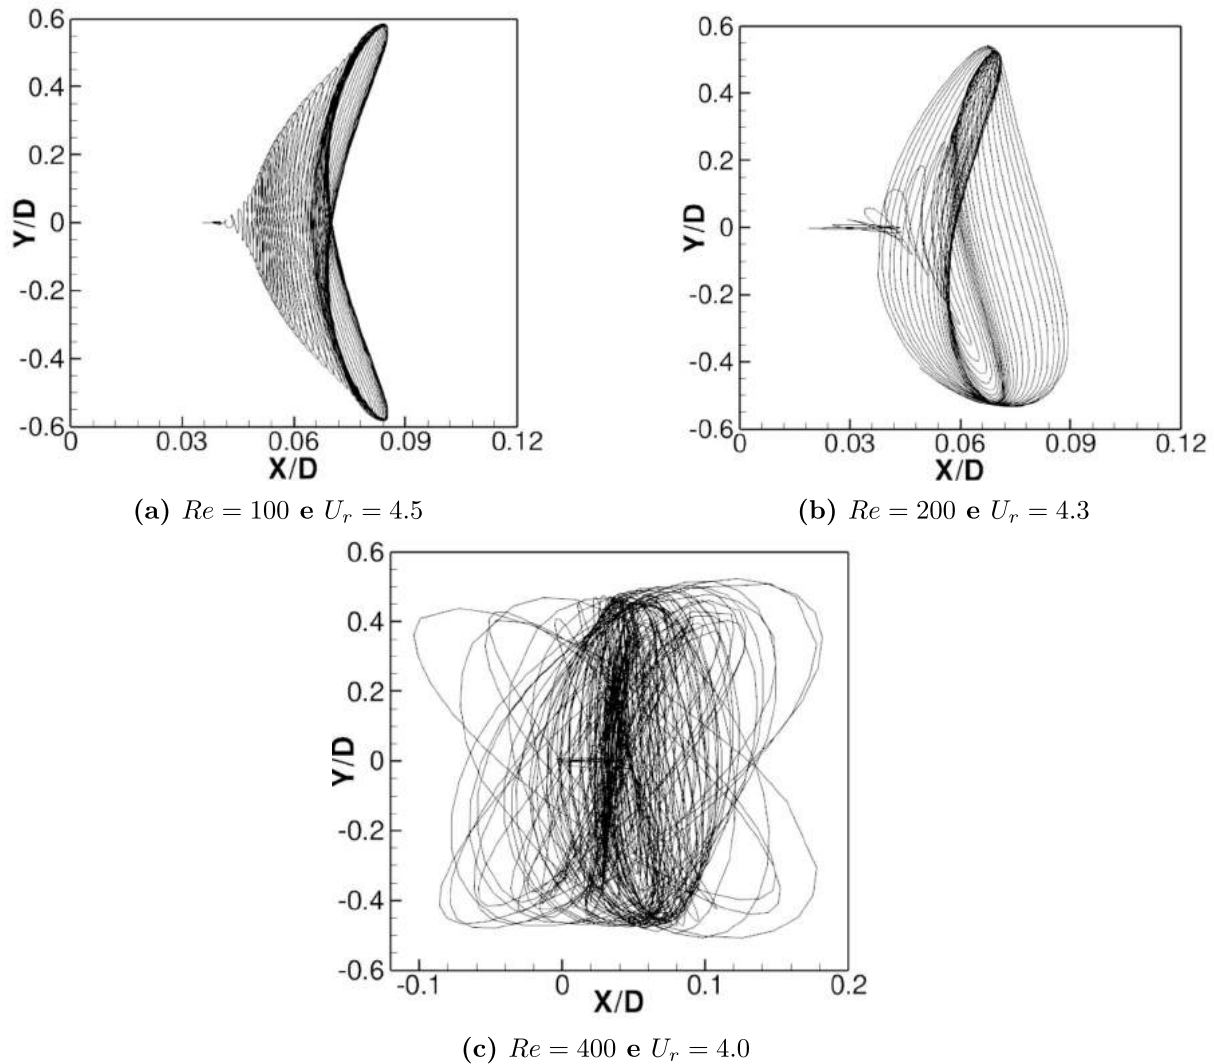 0.6
0.4
0.2
0
-0.2
-0.4
-0.6
Y/D
0 0.03 0.06 0.09 0.12
X/D
(a) Re = 100 e U_r = 4.5
0.6
0.4
0.2
0
-0.2
-0.4
-0.6
Y/D
0 0.03 0.06 0.09 0.12
X/D
(b) Re = 200 e U_r = 4.3
0.6
0.4
0.2
0
-0.2
-0.4
-0.6
Y/D
-0.1 0 0.1 0.2
X/D
(c) Re = 400 e U_r = 4.0